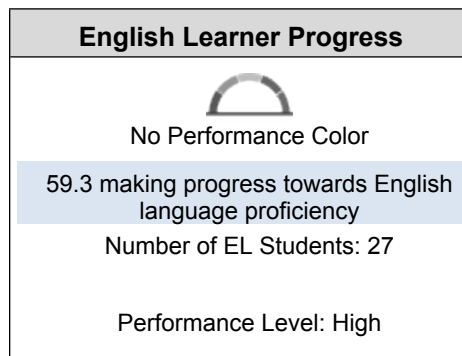 English Learner Progress
No Performance Color
59.3 making progress towards English
language proficiency
Number of EL Students: 27
Performance Level: High